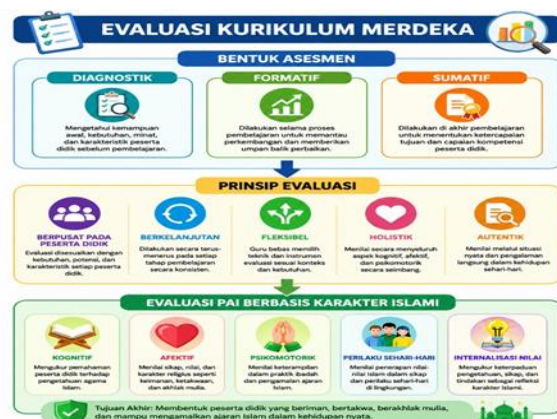 EVALUASI KURIKULUM MERDEKA
BENTUK ASESMEN
DIAGNOSTIK
Mengetahui kemampuan
awal, kebutuhan, minat,
dan karakteristik peserta
didik sebelum pembelajaran.
FORMATIF
Dilakukan selama proses
pembelajaran untuk memantau
perkembangan dan memberikan
umpan balik perbaikan.
SUMATIF
Dilakukan di akhir pembelajaran
untuk menentukan ketercapaian
tujuan dan capaian kompetensi
peserta didik.
PRINSIP EVALUASI
BERPUSAT PADA
PESERTA DIDIK
Evaluasi disesuaikan dengan
kebutuhan, potensi, dan
karakteristik setiap peserta
didik.
BERKELANJUTAN
Dilakukan secara terus-
menerus pada setiap
tahap pembelajaran
secara konsisten.
FLEKSIBEL
Guru bebas memilih
teknik dan instrumen
evaluasi sesuai konteks
dan kebutuhan.
HOLISTIK
Menilai secara menyeluruh
aspek kognitif, afektif,
dan psikomotorik
secara seimbang.
AUTENTIK
Menilai melalui situasi
nyata dan pengalaman
langsung dalam kehidupan
sehari-hari.
EVALUASI PAI BERBASIS KARAKTER ISLAMI
KOGNITIF
Mengukur pemahaman
peserta didik terhadap
pengetahuan agama
Islam.
AFEKTIF
Menilai sikap, nilai, dan
karakter religius seperti
keimanan, ketakwaan,
dan akhlak mulia.
PSIKOMOTORIK
Menilai keterampilan
dalam praktik ibadah
dan pengamalan ajaran
Islam.
PERILAKU SEHARI-HARI
Menilai penerapan nilai-
nilai Islam dalam sikap
dan perilaku sehari-hari
di lingkungan.
INTERNALISASI NILAI
Mengukur keterpaduan
pengetahuan, sikap, dan
tindakan sebagai refleksi
karakter Islami.
Tujuan Akhir: Membentuk peserta didik yang beriman, bertakwa, berakhlak mulia,
dan mampu mengamalkan ajaran Islam dalam kehidupan nyata.